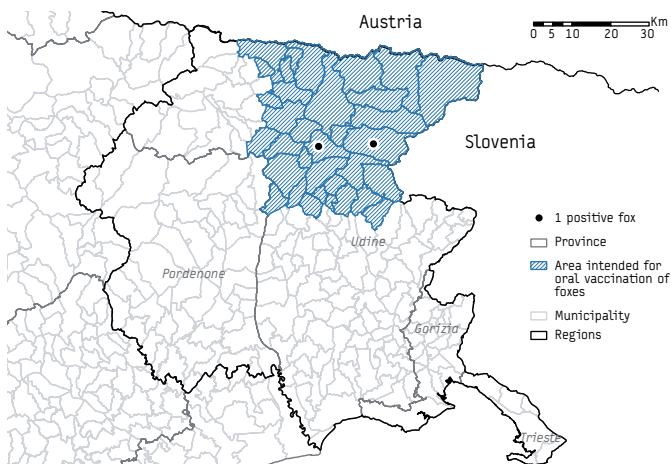 Austria
Km
0 5 10 20 30
Slovenia
1 positive fox
Province
Area intended for
oral vaccination of
foxes
Municipality
Regions
Udine
Pordenone
Gorizia
Trieste